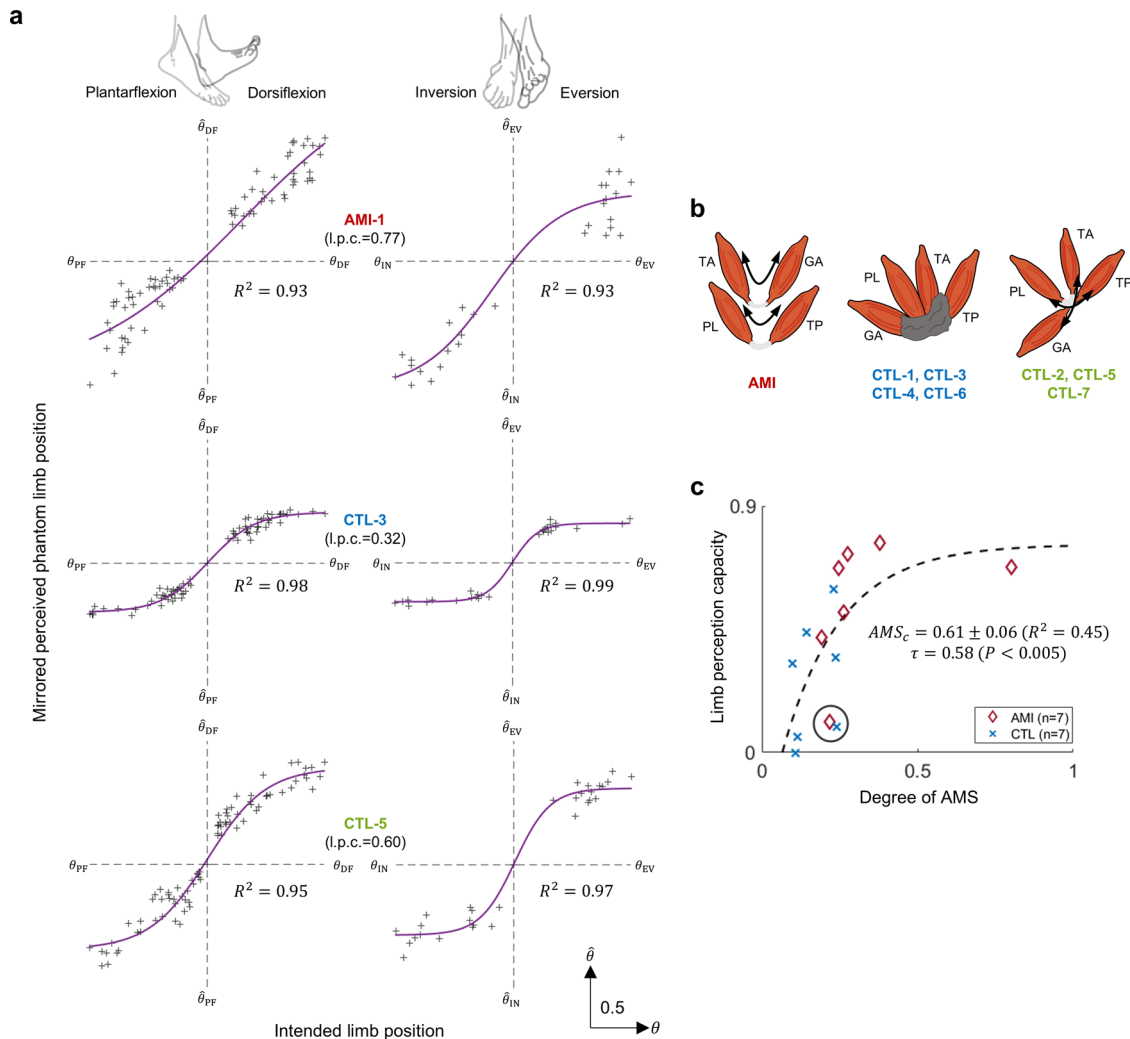 a
Plantarflexion
Dorsiflexion
Inversion
Eversion
θ̂DF
θ̂EV
AMI-1
(l.p.c.=0.77)
θPF
θDF
θIN
θEV
R² = 0.93
R² = 0.93
θ̂PF
θ̂IN
θ̂DF
θ̂EV
CTL-3
(l.p.c.=0.32)
θPF
θDF
θIN
θEV
R² = 0.98
R² = 0.99
θ̂PF
θ̂IN
θ̂DF
θ̂EV
CTL-5
(l.p.c.=0.60)
θPF
θDF
θIN
θEV
R² = 0.95
R² = 0.97
θ̂PF
θ̂IN
Mirrored perceived phantom limb position
Intended limb position
θ̂
0.5
θ
b
TA
GA
PL
TP
AMI
PL
TA
GA
TP
CTL-1, CTL-3
CTL-4, CTL-6
TA
PL
TP
GA
CTL-2, CTL-5
CTL-7
c
0.9
Limb perception capacity
AMSc = 0.61 ± 0.06 (R² = 0.45)
τ = 0.58 (P < 0.005)
AMI (n=7)
CTL (n=7)
0
0
0.5
1
Degree of AMS